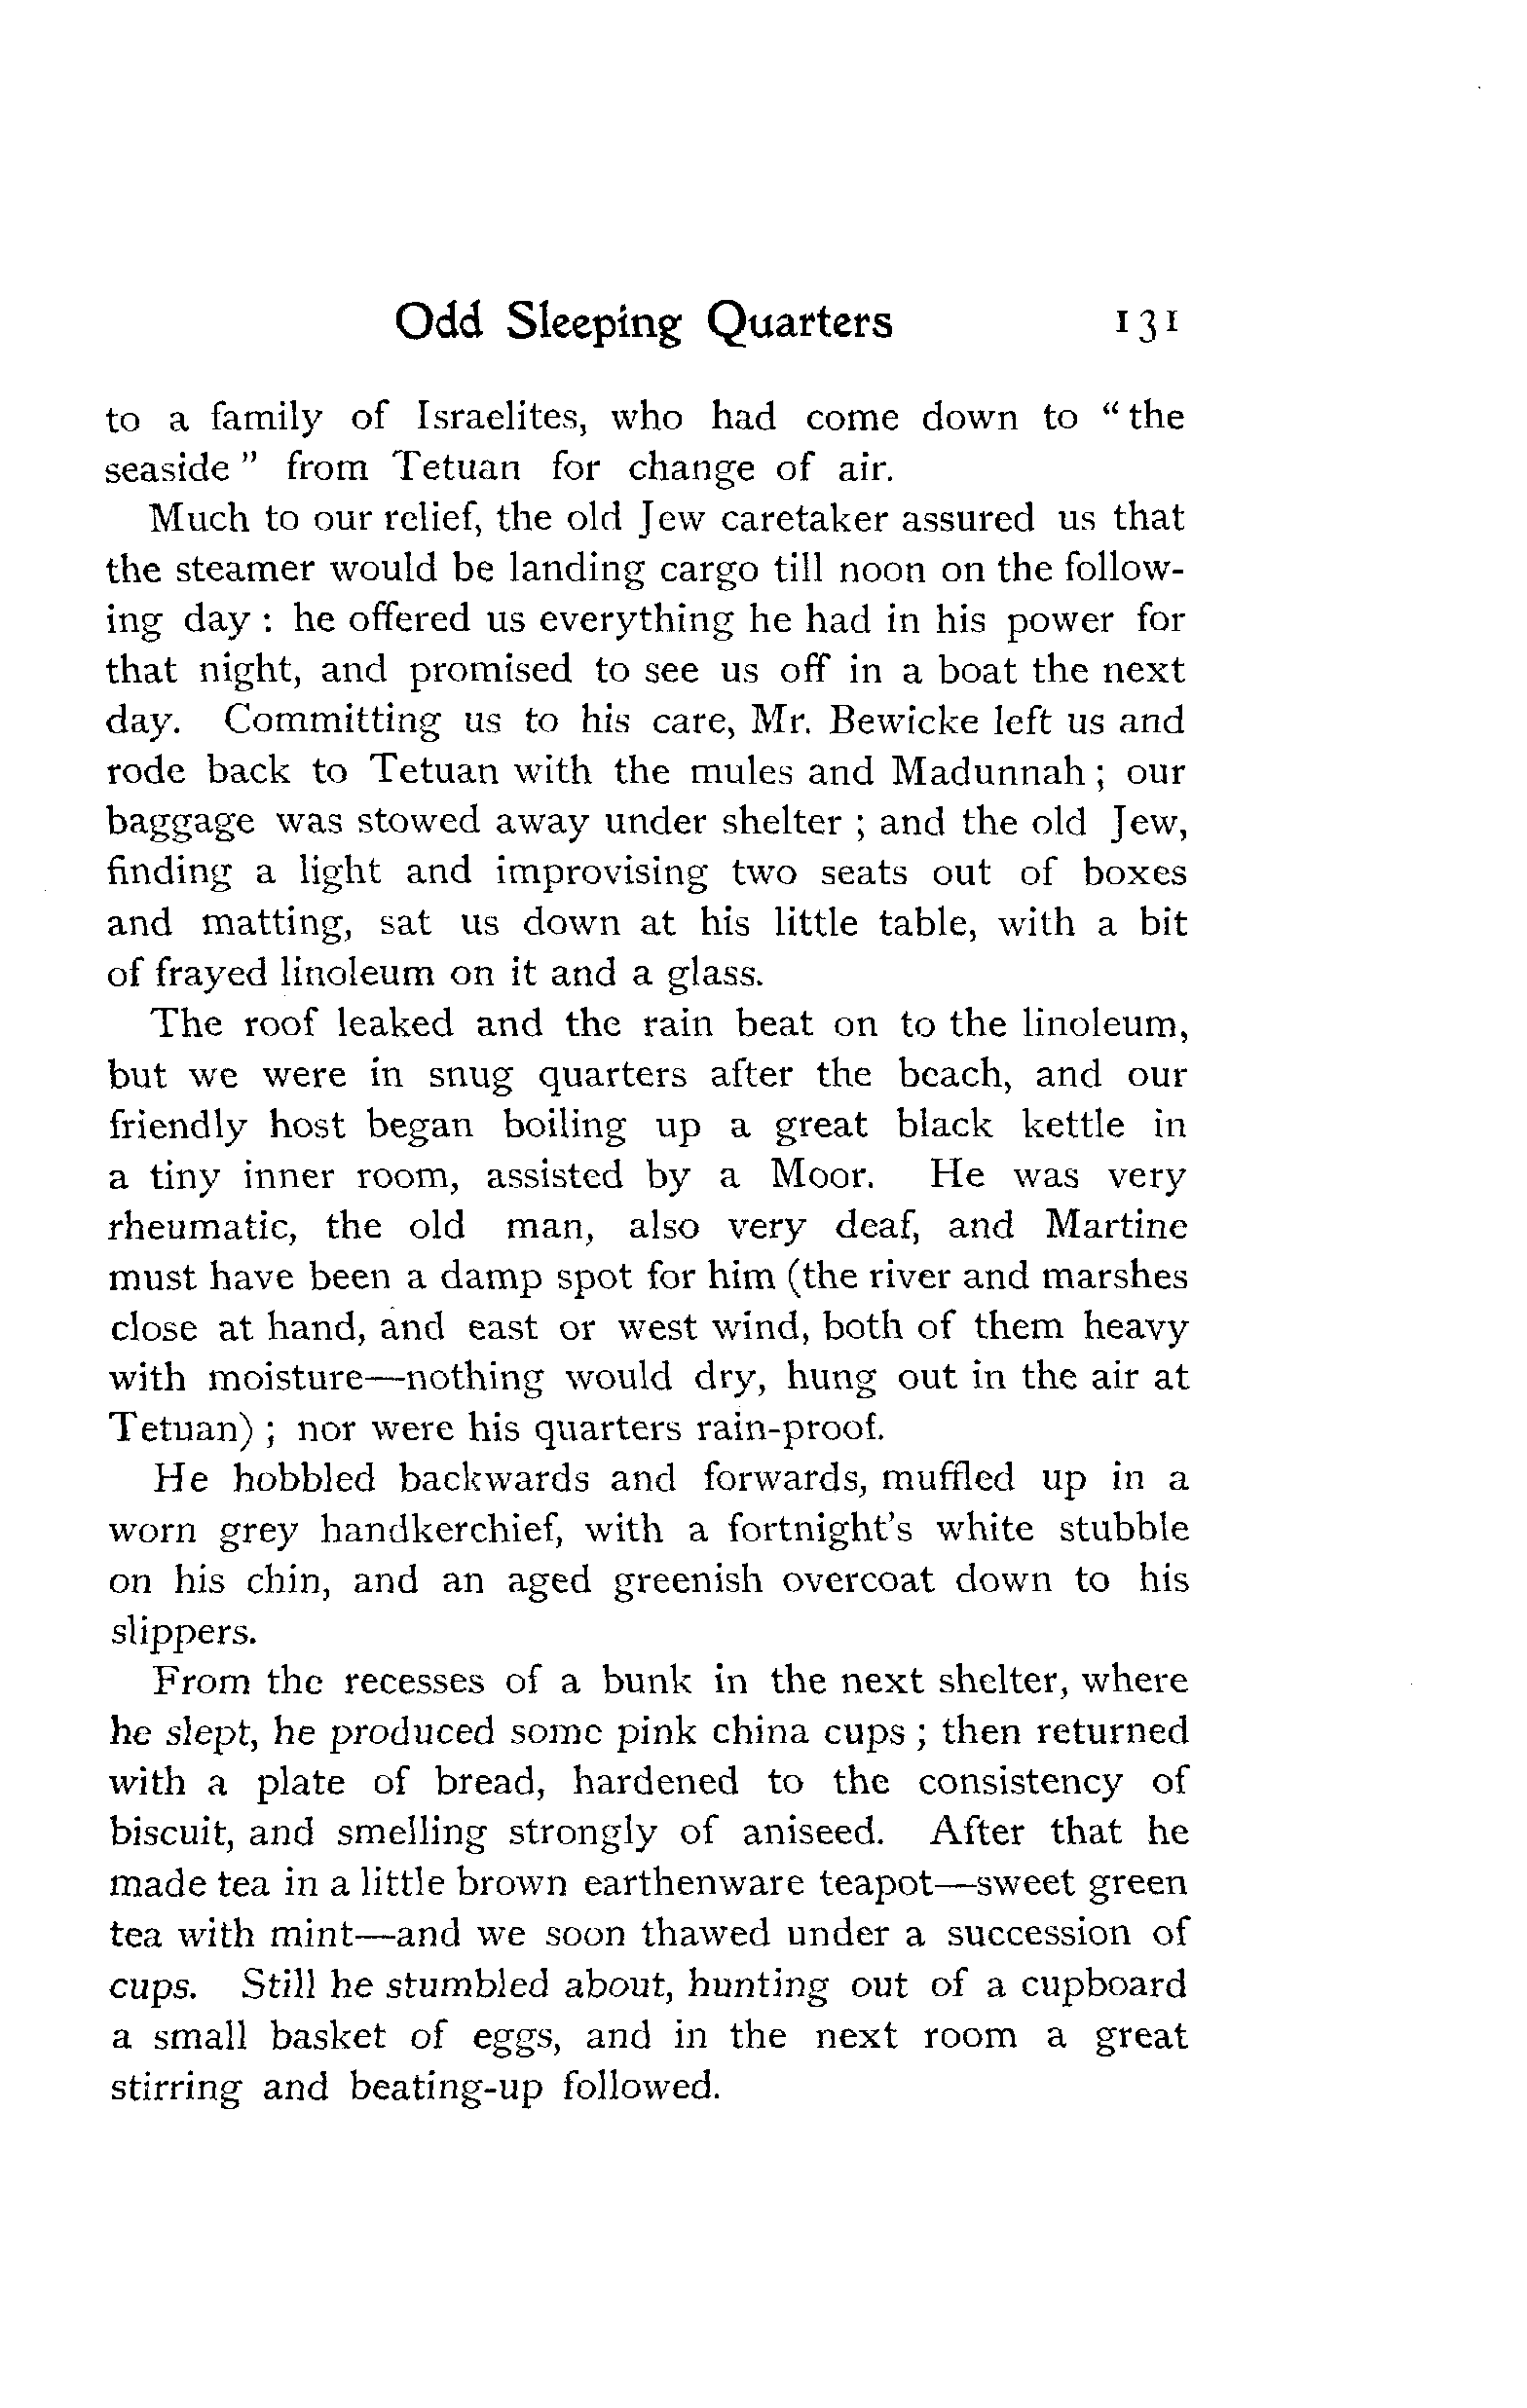 Odd Sleeping Quarters 131
to a family of Israelites, who had come down to “the
seaside” from Tetuan for change of air.
Much to our relief, the old Jew caretaker assured us that
the steamer would be landing cargo till noon on the follow-
ing day : he offered us everything he had in his power for
that night, and promised to see us off in a boat the next
day. Committing us to his care, Mr. Bewicke left us and
rode back to Tetuan with the mules and Madunnah ; our
baggage was stowed away under shelter ; and the old Jew,
finding a light and improvising two seats out of boxes
and matting, sat us down at his little table, with a bit
of frayed linoleum on it and a glass.
The roof leaked and the rain beat on to the linoleum,
but we were in snug quarters after the beach, and our
friendly host began boiling up a great black kettle in
a tiny inner room, assisted by a Moor. He was very
rheumatic, the old man, also very deaf, and Martine
must have been a damp spot for him (the river and marshes
close at hand, and east or west wind, both of them heavy
with moisture—nothing would dry, hung out in the air at
Tetuan) ; nor were his quarters rain-proof.
He hobbled backwards and forwards, muffled up in a
worn grey handkerchief, with a fortnight's white stubble
on his chin, and an aged greenish overcoat down to his
slippers.
From the recesses of a bunk in the next shelter, where
he slept, he produced some pink china cups ; then returned
with a plate of bread, hardened to the consistency of
biscuit, and smelling strongly of aniseed. After that he
made tea in a little brown earthenware teapot—sweet green
tea with mint—and we soon thawed under a succession of
cups. Still he stumbled about, hunting out of a cupboard
a small basket of eggs, and in the next room a great
stirring and beating-up followed.